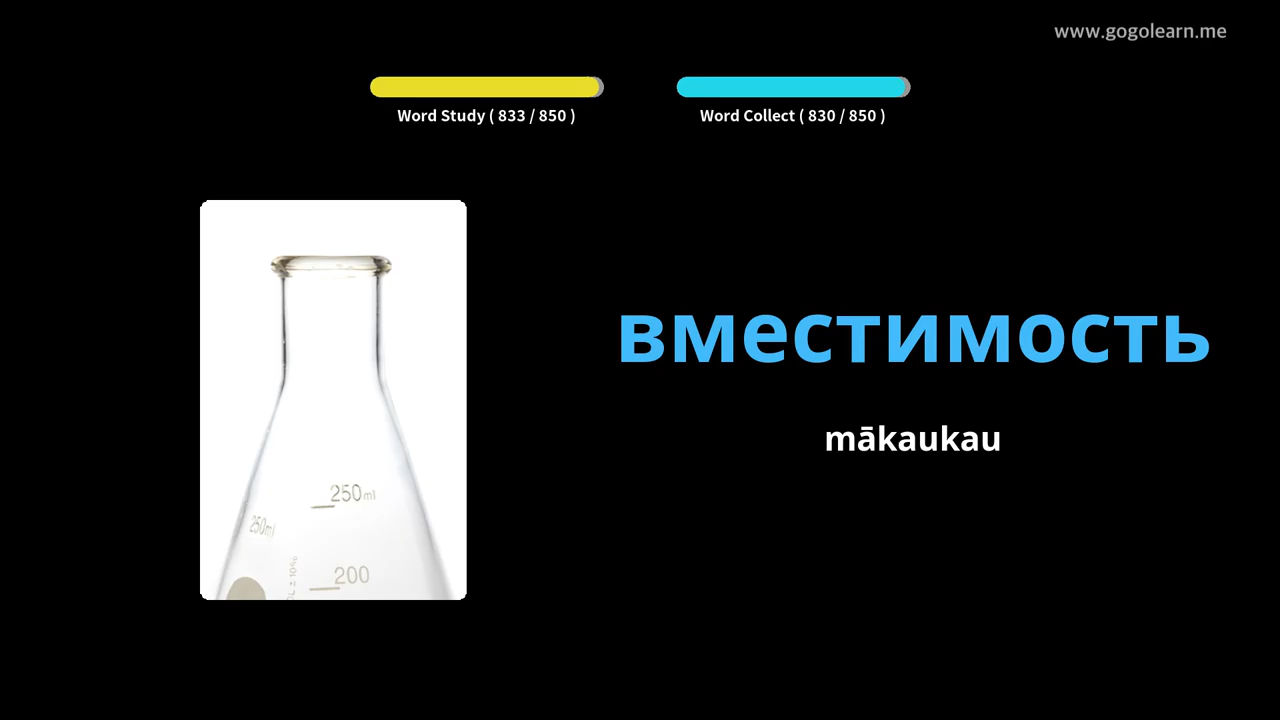 www.gogolearn.me
Word Study ( 833 / 850 )
Word Collect ( 830 / 850 )
вместимость
mākaukau
250ml
250ml
200